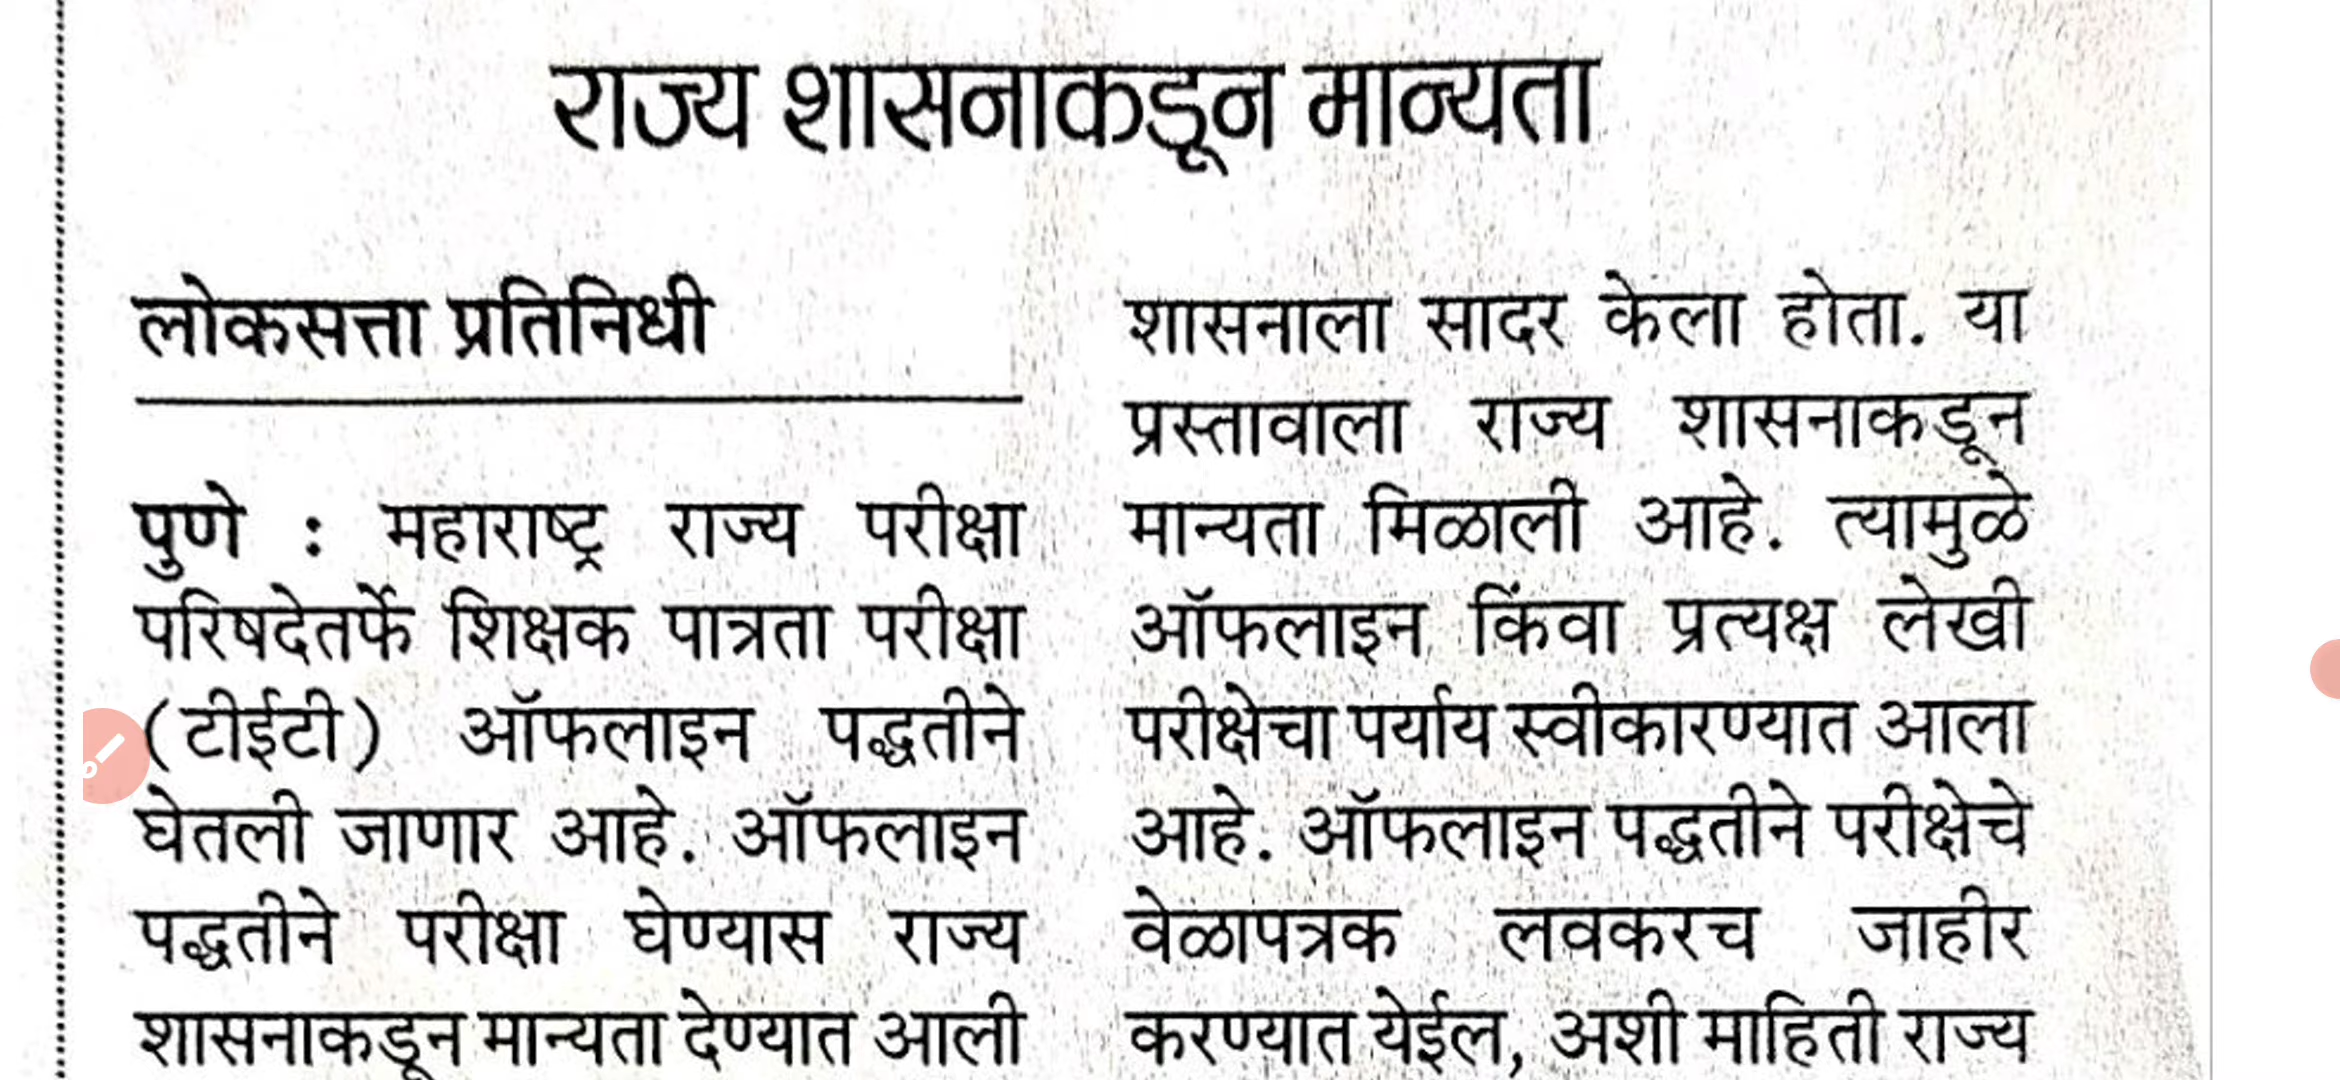 राज्य शासनाकडून मान्यता
लोकसत्ता प्रतिनिधी
पुणे : महाराष्ट्र राज्य परीक्षा
परिषदेतर्फे शिक्षक पात्रता परीक्षा
(टीईटी) ऑफलाइन पद्धतीने
घेतली जाणार आहे. ऑफलाइन
पद्धतीने परीक्षा घेण्यास राज्य
शासनाकडून मान्यता देण्यात आली
शासनाला सादर केला होता. या
प्रस्तावाला राज्य शासनाकडून
मान्यता मिळाली आहे. त्यामुळे
ऑफलाइन किंवा प्रत्यक्ष लेखी
परीक्षेचा पर्याय स्वीकारण्यात आला
आहे. ऑफलाइन पद्धतीने परीक्षेचे
वेळापत्रक लवकरच जाहीर
करण्यात येईल, अशी माहिती राज्य